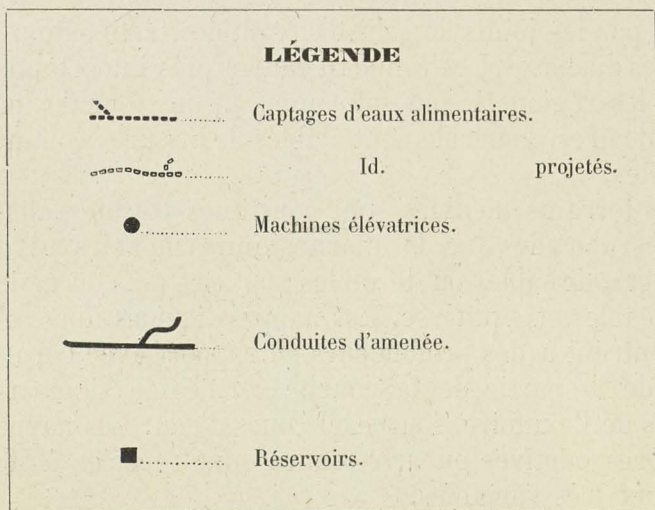 LÉGENDE
Captages d'eaux alimentaires.
Id. projetés.
Machines élévatrices.
Conduites d'amenée.
Réservoirs.